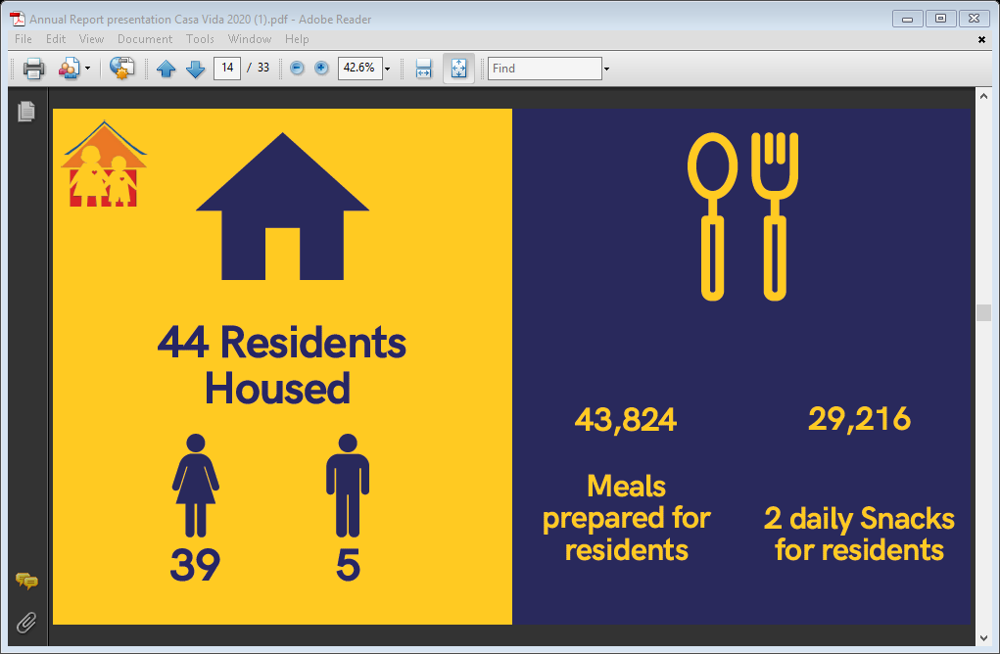 Annual Report presentation Casa Vida 2020 (1).pdf - Adobe Reader
File Edit View Document Tools Window Help
14 / 33 42.6% Find
44 Residents
Housed
39 5
43,824 29,216
Meals
prepared for
residents
2 daily Snacks
for residents